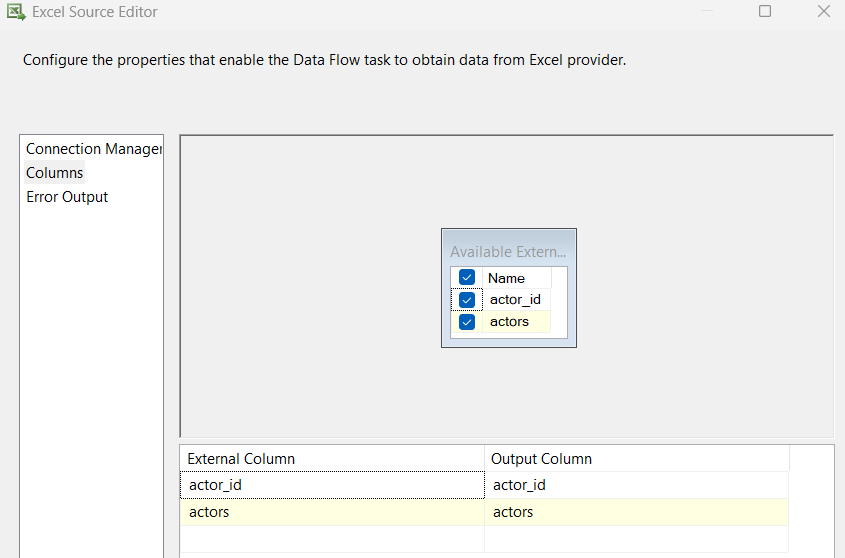 Excel Source Editor
Configure the properties that enable the Data Flow task to obtain data from Excel provider.
Connection Manager
Columns
Error Output
Available Extern...
Name
actor_id
actors
External Column Output Column
actor_id actor_id
actors actors